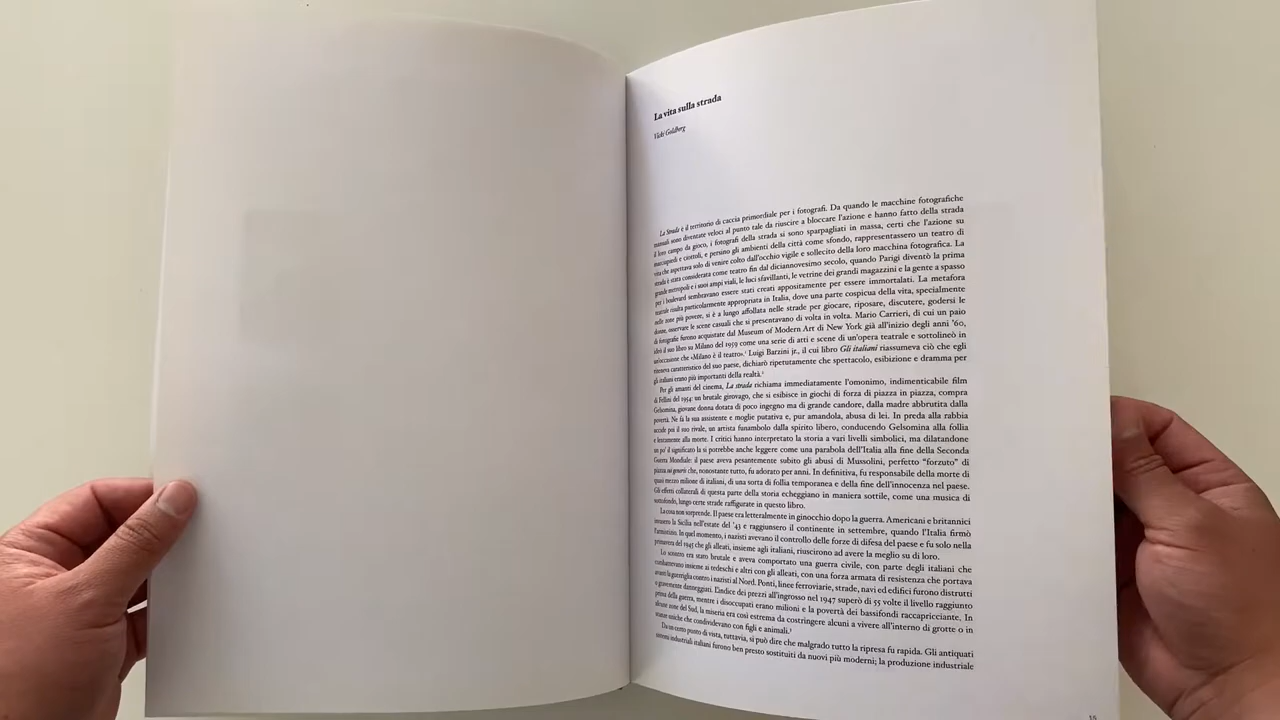 La vita sulla strada
Vicki Goldberg
La Strada è il territorio di caccia primordiale per i fotografi. Da quando le macchine fotografiche
manuali sono diventate veloci al punto tale da riuscire a bloccare l'azione e hanno fatto della strada
il loro campo da gioco, i fotografi della strada si sono sparpagliati in massa, certi che l'azione su
marciapiedi e ciottoli, e persino gli ambienti della città come sfondo, rappresentassero un teatro di
vita che aspettava solo di venire colto dall'occhio vigile e sollecito della loro macchina fotografica. La
strada è stata considerata come teatro fin dal diciannovesimo secolo, quando Parigi diventò la prima
grande metropoli e i suoi ampi viali, le luci sfavillanti, le vetrine dei grandi magazzini e la gente a spasso
per i boulevard sembravano essere stati creati appositamente per essere immortalati. La metafora
teatrale risulta particolarmente appropriata in Italia, dove una parte cospicua della vita, specialmente
nelle zone più povere, si è a lungo affollata nelle strade per giocare, riposare, discutere, godersi le
donne, osservare le scene casuali che si presentavano di volta in volta. Mario Carrieri, di cui un paio
di fotografie furono acquistate dal Museum of Modern Art di New York già all'inizio degli anni '60,
ideò il suo libro su Milano del 1959 come una serie di arti e scene di un'opera teatrale e sottolineò in
un'occasione che «Milano è il teatro».¹ Luigi Barzini jr., il cui libro Gli italiani riassumeva ciò che egli
riteneva caratteristico del suo paese, dichiarò ripetutamente che spettacolo, esibizione e dramma per
gli italiani erano più importanti della realtà.²
Per gli amanti del cinema, La strada richiama immediatamente l'omonimo, indimenticabile film
di Fellini del 1954: un brutale girovago, che si esibisce in giochi di forza di piazza in piazza, compra
Gelsomina, giovane donna dotata di poco ingegno ma di grande candore, dalla madre abbrutita dalla
povertà. Ne fa la sua assistente e moglie putativa e, pur amandola, abusa di lei. In preda alla rabbia
uccide poi il suo rivale, un artista funambolo dallo spirito libero, conducendo Gelsomina alla follia
e lentamente alla morte. I critici hanno interpretato la storia a vari livelli simbolici, ma dilatandone
un po' il significato la si potrebbe anche leggere come una parabola dell'Italia alla fine della Seconda
Guerra Mondiale: il paese aveva pesantemente subito gli abusi di Mussolini, perfetto "forzuto" di
piazza sui generis che, nonostante tutto, fu adorato per anni. In definitiva, fu responsabile della morte di
quasi mezzo milione di italiani, di una sorta di follia temporanea e della fine dell'innocenza nel paese.
Gli effetti collaterali di questa parte della storia echeggiano in maniera sottile, come una musica di
sottofondo, lungo certe strade raffigurate in questo libro.
La cosa non sorprende. Il paese era letteralmente in ginocchio dopo la guerra. Americani e britannici
invasero la Sicilia nell'estate del '43 e raggiunsero il continente in settembre, quando l'Italia firmò
l'armistizio. In quel momento, i nazisti avevano il controllo delle forze di difesa del paese e fu solo nella
primavera del 1945 che gli alleati, insieme agli italiani, riuscirono ad avere la meglio su di loro.
Lo scontro era stato brutale e aveva comportato una guerra civile, con parte degli italiani che
combattevano insieme ai tedeschi e altri con gli alleati, con una forza armata di resistenza che portava
avanti la guerriglia contro i nazisti al Nord. Ponti, linee ferroviarie, strade, navi ed edifici furono distrutti
o gravemente danneggiati. L'indice dei prezzi all'ingrosso nel 1947 superò di 55 volte il livello raggiunto
prima della guerra, mentre i disoccupati erano milioni e la povertà dei bassifondi raccapricciante. In
alcune zone del Sud, la miseria era così estrema da costringere alcuni a vivere all'interno di grotte o in
stanze uniche che condividevano con figli e animali.³
Da un certo punto di vista, tuttavia, si può dire che malgrado tutto la ripresa fu rapida. Gli antiquati
sistemi industriali italiani furono ben presto sostituiti da nuovi più moderni; la produzione industriale
15